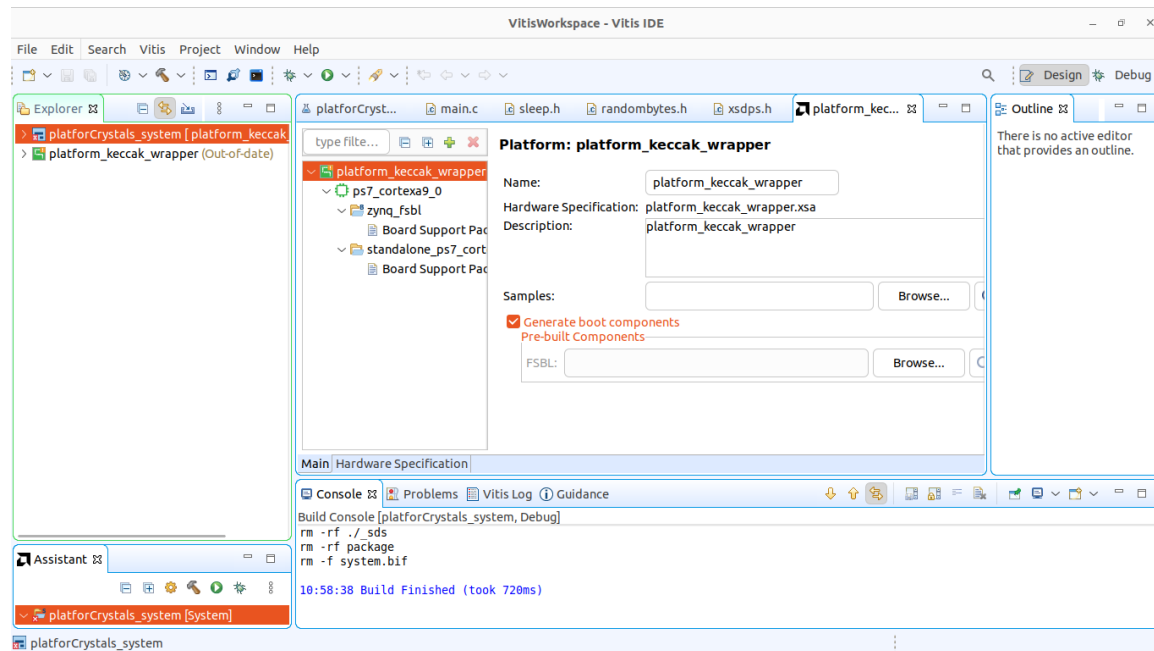 VitisWorkspace - Vitis IDE
File Edit Search Vitis Project Window Help
Design Debug
Explorer
platforCrystals_system [ platform_keccak
platform_keccak_wrapper (Out-of-date)
platforCryst... main.c sleep.h randombytes.h xsdps.h platform_kec...
type filte...
platform_keccak_wrapper
ps7_cortexa9_0
zynq_fsbl
Board Support Pac
standalone_ps7_cort
Board Support Pac
Platform: platform_keccak_wrapper
Name: platform_keccak_wrapper
Hardware Specification: platform_keccak_wrapper.xsa
Description: platform_keccak_wrapper
Samples: Browse...
Generate boot components
Pre-built Components
FSBL: Browse...
Main Hardware Specification
Outline
There is no active editor
that provides an outline.
Console Problems Vitis Log Guidance
Build Console [platforCrystals_system, Debug]
rm -rf ./_sds
rm -rf package
rm -f system.bif
10:58:38 Build Finished (took 720ms)
Assistant
platforCrystals_system [System]
platforCrystals_system